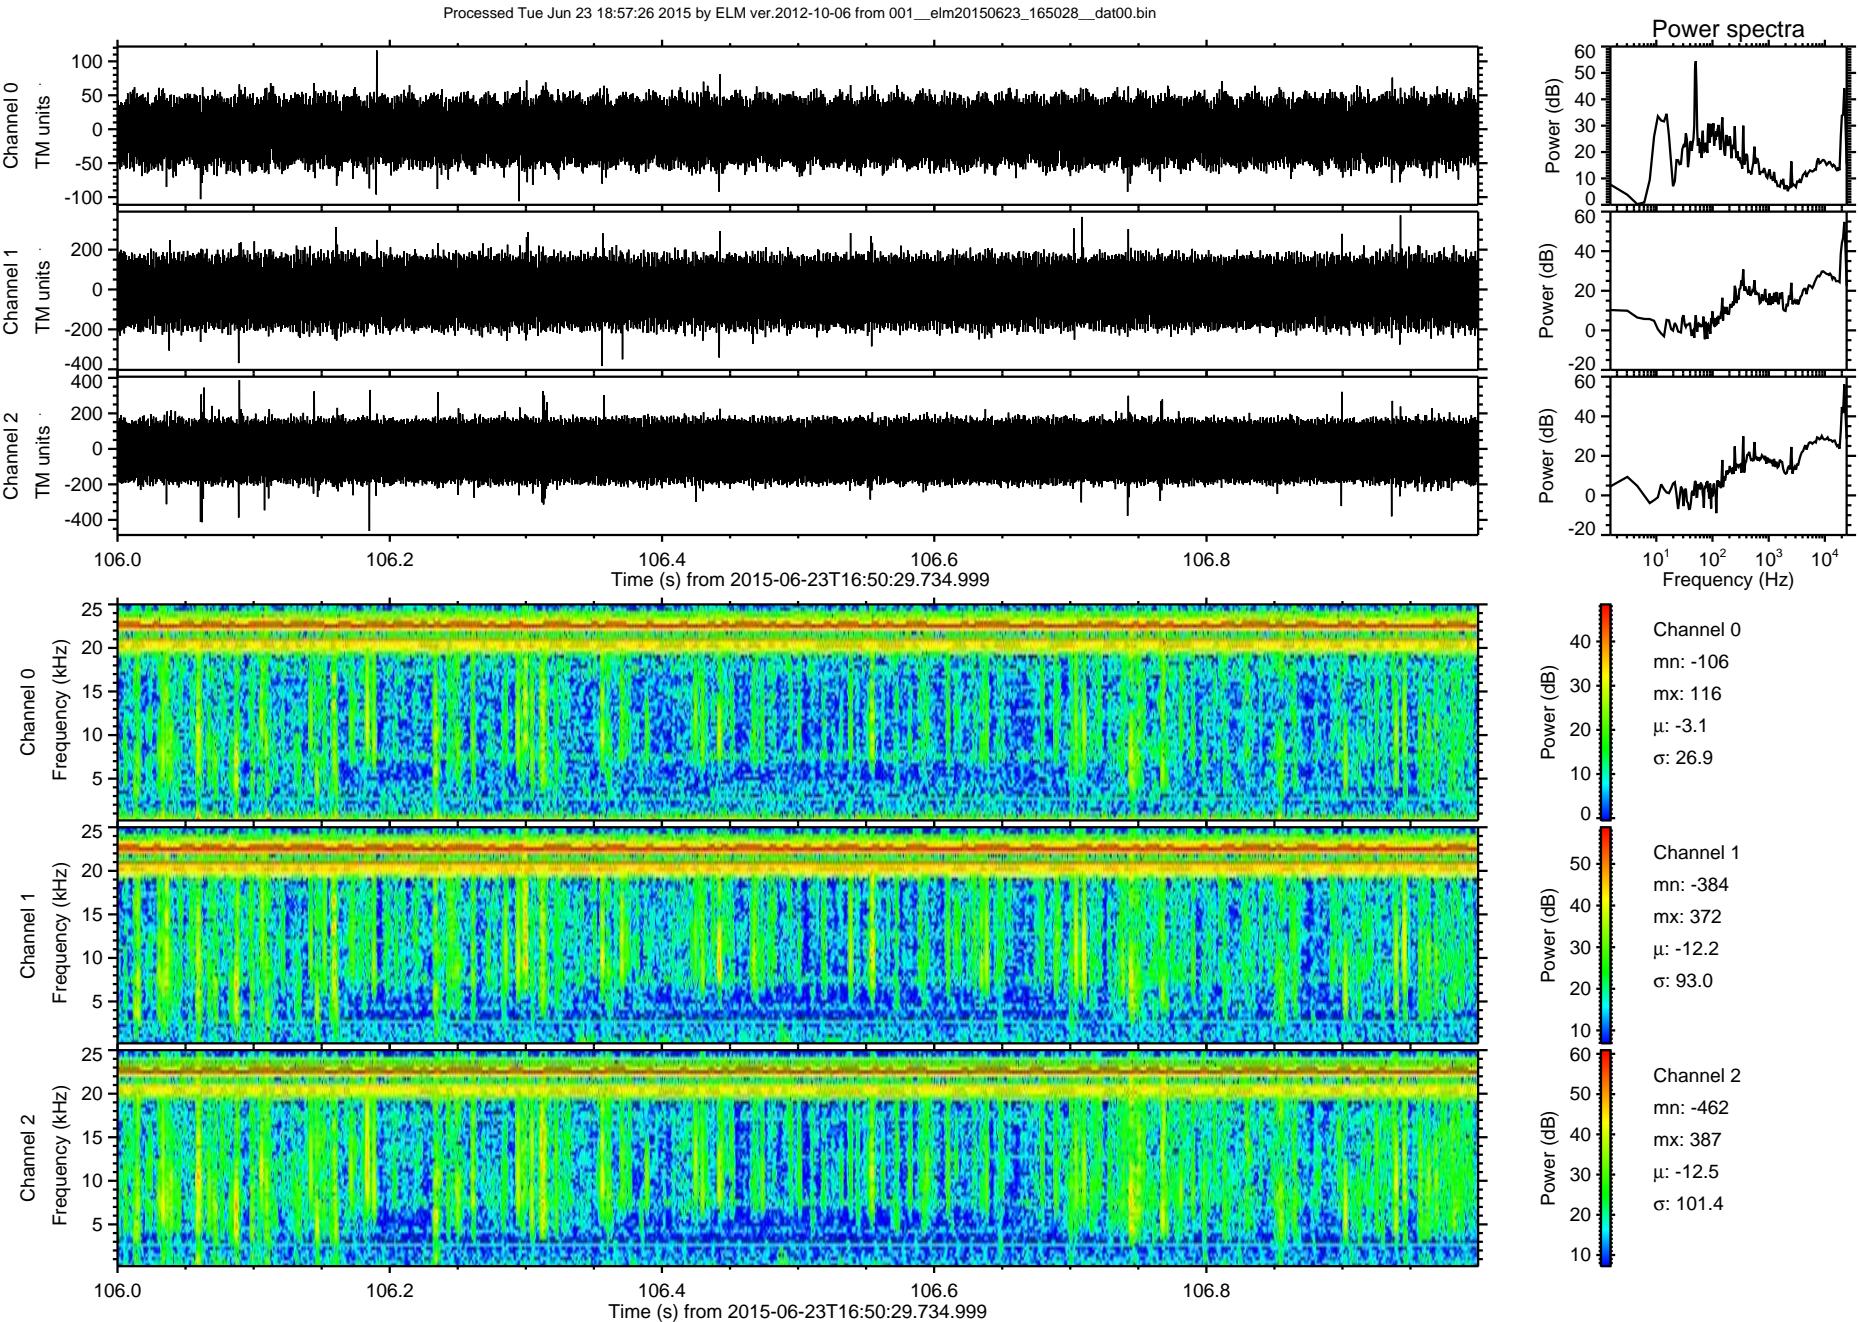 Processed Tue Jun 23 18:57:26 2015 by ELM ver.2012-10-06 from 001__elm20150623_165028__dat00.bin
Power spectra
Channel 0
TM units
100
50
0
-50
-100
Power (dB)
60
50
40
30
20
10
0
Channel 1
TM units
200
0
-200
-400
Power (dB)
60
40
20
0
-20
Channel 2
TM units
400
200
0
-200
-400
Power (dB)
60
40
20
0
-20
106.0 106.2 106.4 106.6 106.8
Time (s) from 2015-06-23T16:50:29.734.999
10¹ 10² 10³ 10⁴
Frequency (Hz)
Channel 0
Frequency (kHz)
25
20
15
10
5
Power (dB)
40
30
20
10
0
Channel 0
mn: -106
mx: 116
μ: -3.1
σ: 26.9
Channel 1
Frequency (kHz)
25
20
15
10
5
Power (dB)
50
40
30
20
10
Channel 1
mn: -384
mx: 372
μ: -12.2
σ: 93.0
Channel 2
Frequency (kHz)
25
20
15
10
5
Power (dB)
60
50
40
30
20
10
Channel 2
mn: -462
mx: 387
μ: -12.5
σ: 101.4
106.0 106.2 106.4 106.6 106.8
Time (s) from 2015-06-23T16:50:29.734.999